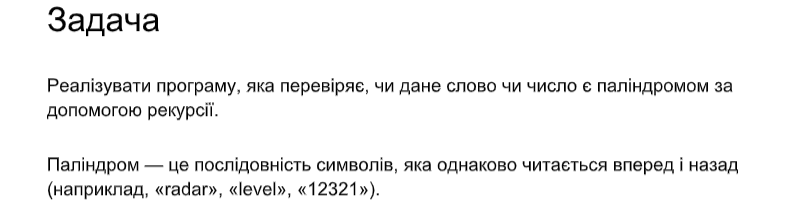 Задача
Реалізувати програму, яка перевіряє, чи дане слово чи число є паліндромом за
допомогою рекурсії.
Паліндром — це послідовність символів, яка однаково читається вперед і назад
(наприклад, «radar», «level», «12321»).